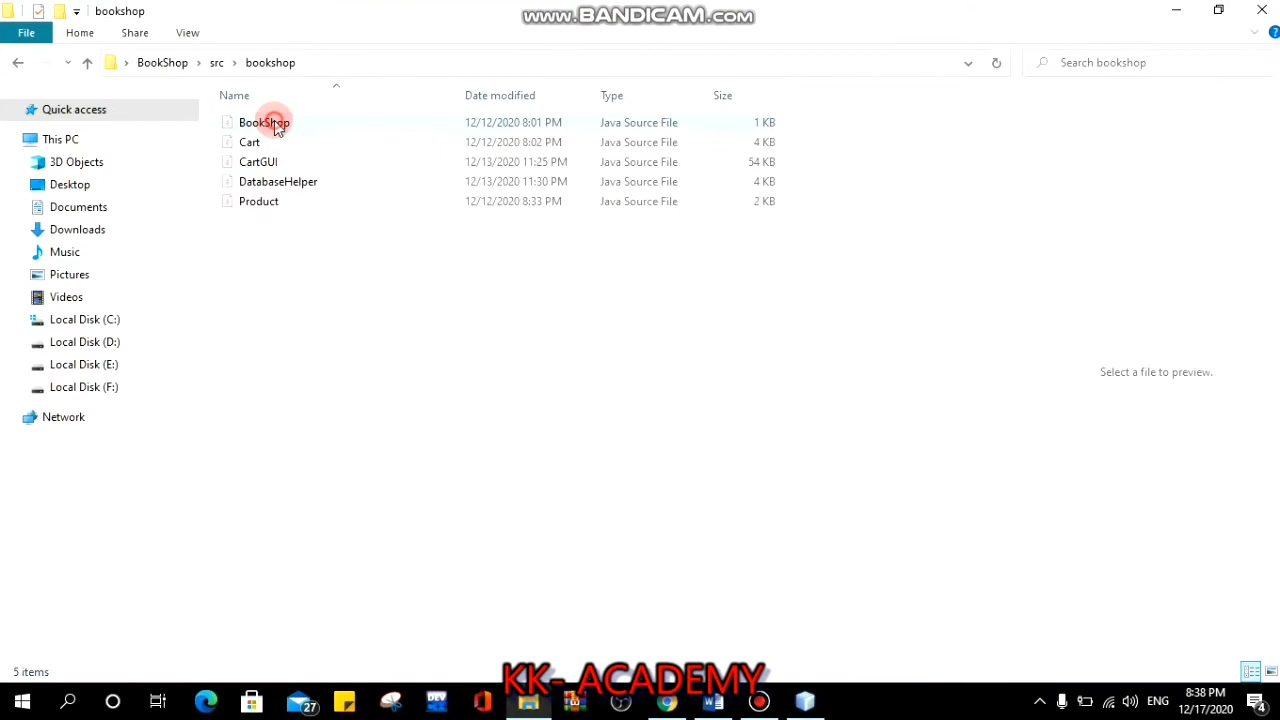 bookshop
WWW.BANDICAM.COM
File Home Share View
BookShop src bookshop
Search bookshop
Name Date modified Type Size
Quick access
This PC
3D Objects
Desktop
Documents
Downloads
Music
Pictures
Videos
Local Disk (C:)
Local Disk (D:)
Local Disk (E:)
Local Disk (F:)
Network
BookShop 12/12/2020 8:01 PM Java Source File 1 KB
Cart 12/12/2020 8:02 PM Java Source File 4 KB
CartGUI 12/13/2020 11:25 PM Java Source File 54 KB
DatabaseHelper 12/13/2020 11:30 PM Java Source File 4 KB
Product 12/12/2020 8:33 PM Java Source File 2 KB
Select a file to preview.
5 items
KK- ACADEMY
27
DEV
ENG
8:38 PM
12/17/2020
4